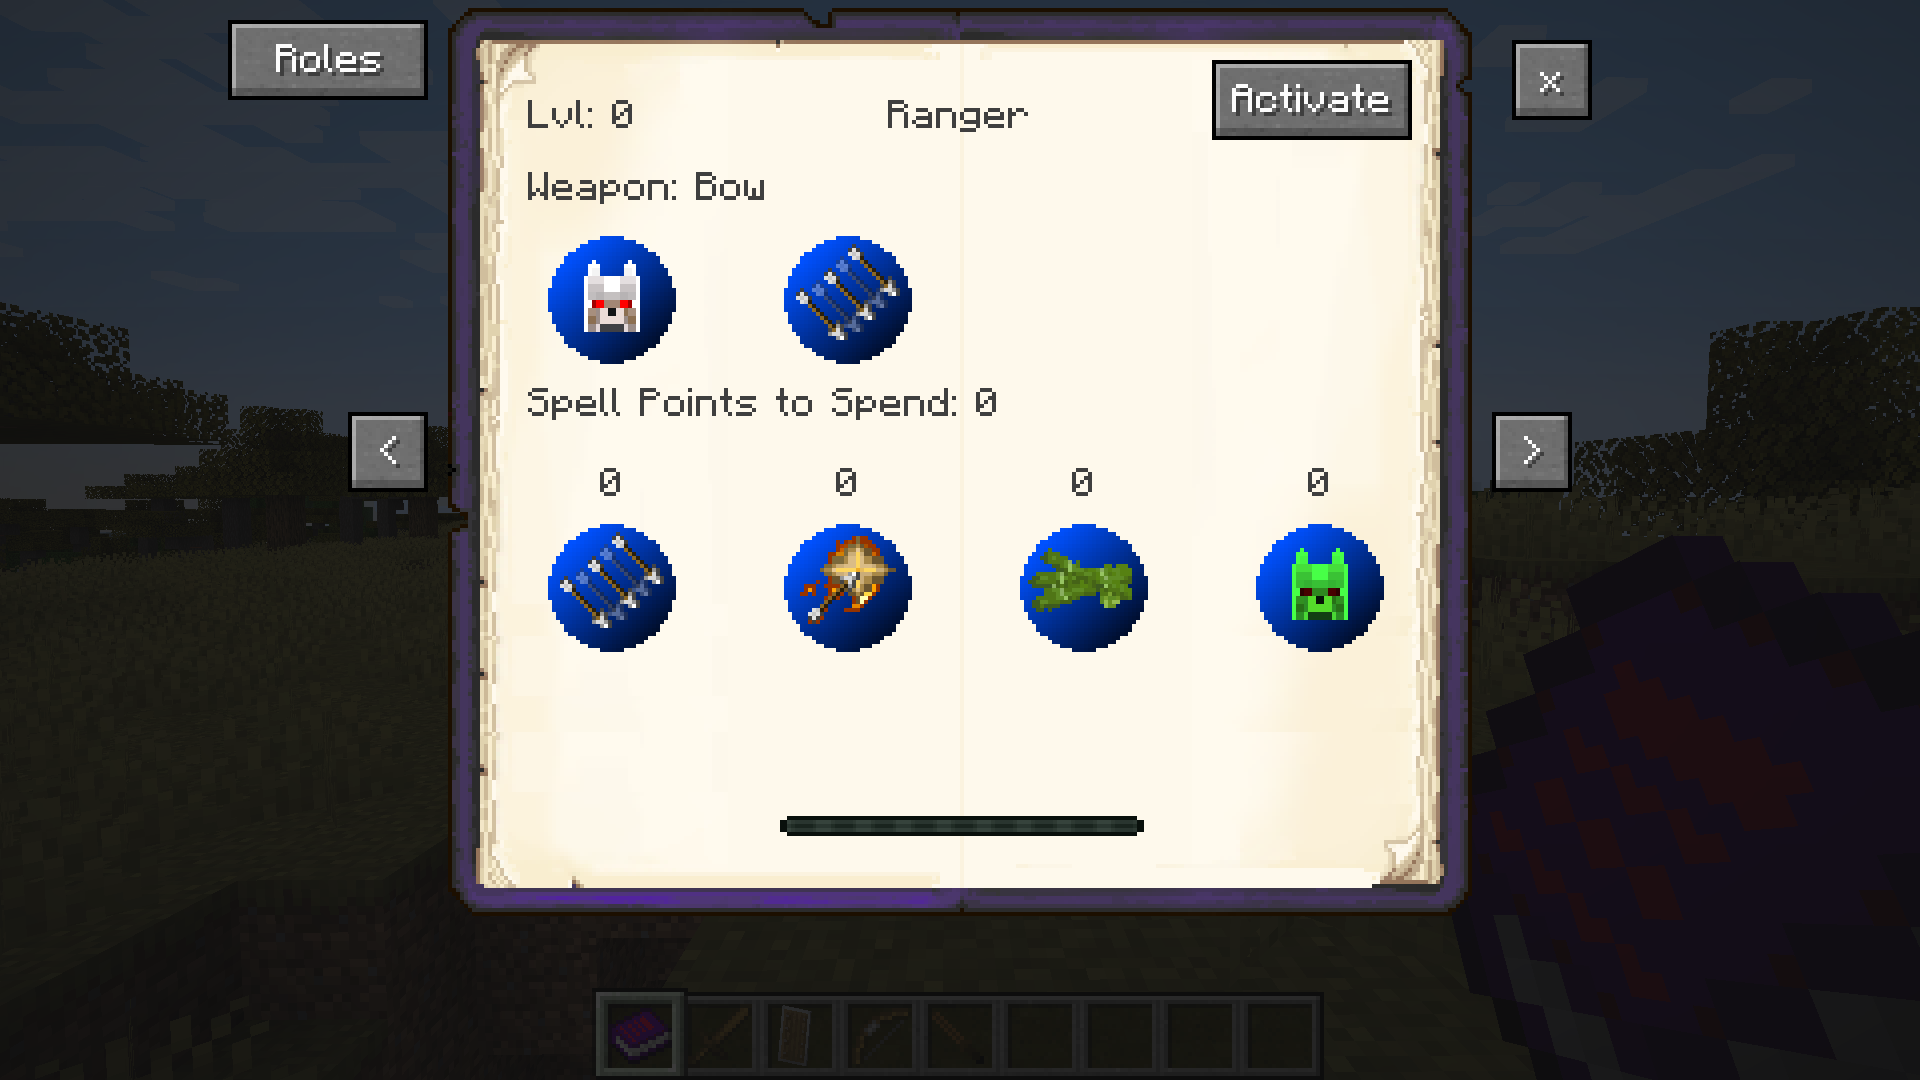 Roles
Lvl: 0
Ranger
Activate
x
Weapon: Bow
Spell Points to Spend: 0
<
>
0 0 0 0